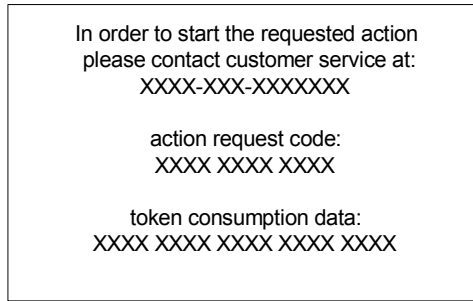 In order to start the requested action
please contact customer service at:
XXXX-XXX-XXXXXXX
action request code:
XXXX XXXX XXXX
token consumption data:
XXXX XXXX XXXX XXXX XXXX